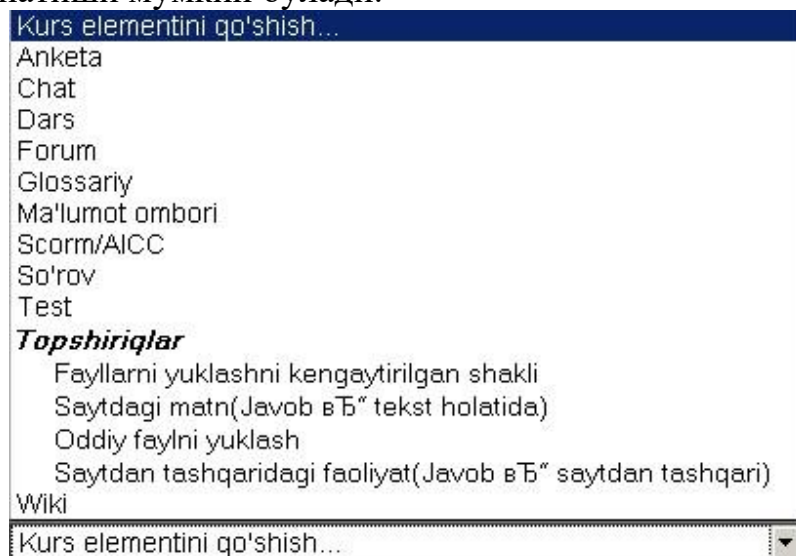 мумкин бўлади.
Kurs elementini qo'shish...
Anketa
Chat
Dars
Forum
Glossariy
Ma'lumot ombori
Scorm/AICC
So'rov
Test
Topshiriqlar
Fayllarni yuklashni kengaytirilgan shakli
Saytdagi matn(Javob вЂ“ tekst holatida)
Oddiy faylni yuklash
Saytdan tashqaridagi faoliyat(Javob вЂ“ saytdan tashqari)
Wiki
Kurs elementini qo'shish...